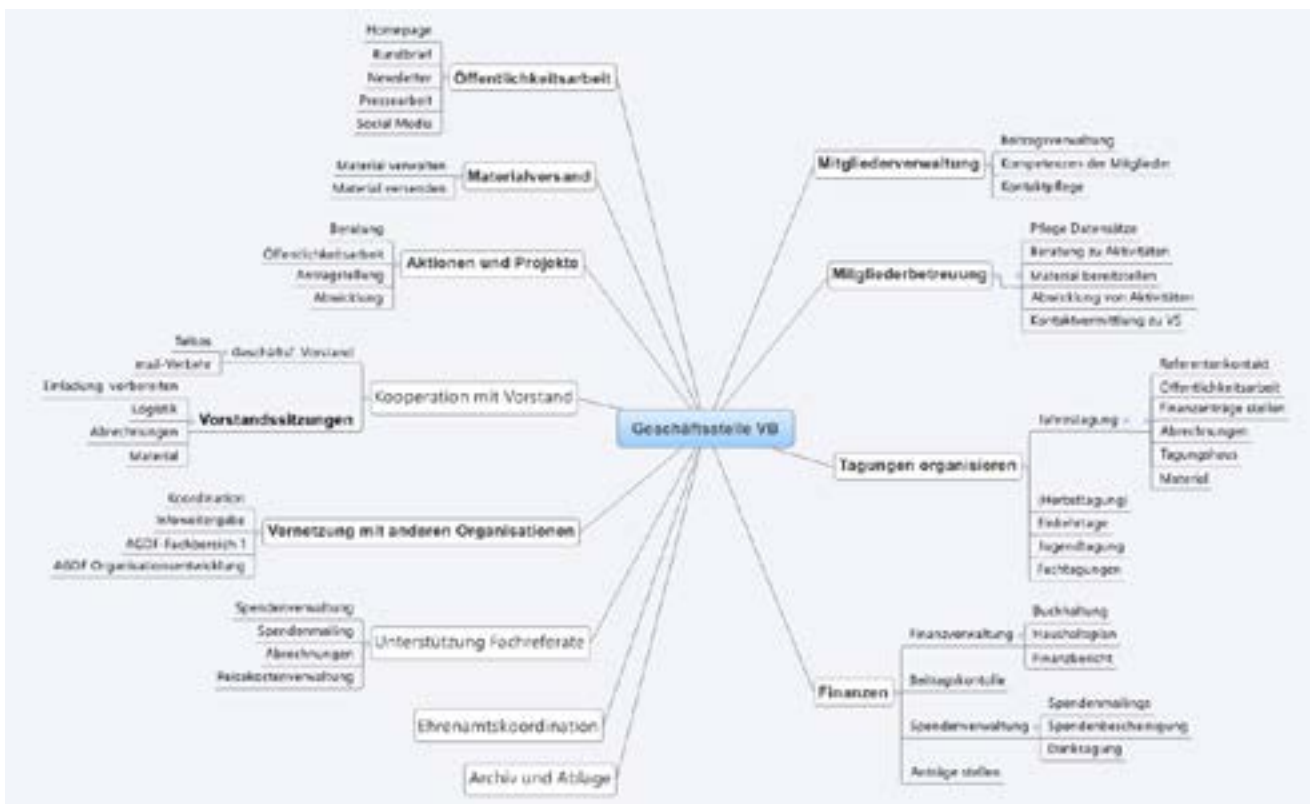 Homepage
Rundbrief
Newsletter
Pressearbeit
Social Media
Öffentlichkeitsarbeit
Material verwalten
Material versenden
Materialversand
Beratung
Öffentlichkeitsarbeit
Antragstellung
Abwicklung
Aktionen und Projekte
Telkos
mail-Verkehr
Geschäftsf. Vorstand
Einladung vorbereiten
Logistik
Abrechnungen
Material
Vorstandssitzungen
Kooperation mit Vorstand
Koordination
Infoweitergabe
AGDF-Fachbereich 1
AGDF Organisationsentwicklung
Vernetzung mit anderen Organisationen
Spendenverwaltung
Spendenmailing
Abrechnungen
Reisekostenverwaltung
Unterstützung Fachreferate
Ehrenamtskoordination
Archiv und Ablage
Geschäftsstelle VB
Mitgliederverwaltung
Beitragsverwaltung
Kompetenzen der Mitglieder
Kontaktpflege
Mitgliederbetreuung
Pflege Datensätze
Beratung zu Aktivitäten
Material bereitstellen
Abwicklung von Aktivitäten
Kontaktvermittlung zu VS
Tagungen organisieren
Jahrestagung
Referentenkontakt
Öffentlichkeitsarbeit
Finanzanträge stellen
Abrechnungen
Tagungshaus
Material
(Herbsttagung)
Einkehrtage
Jugendtagung
Fachtagungen
Finanzen
Finanzverwaltung
Buchhaltung
Haushaltsplan
Finanzbericht
Spendenverwaltung
Spendenmailings
Spendenbescheinigung
Danksagung
Anträge stellen